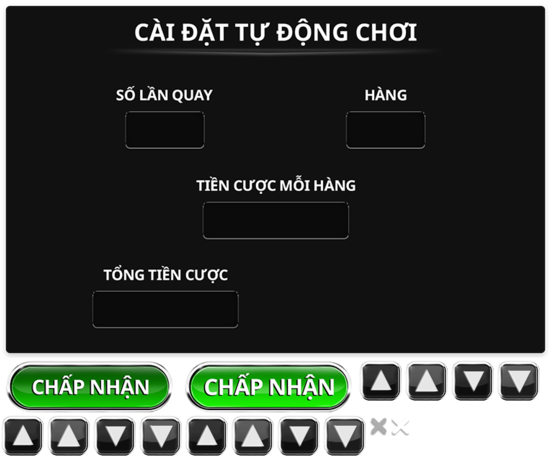 CÀI ĐẶT TỰ ĐỘNG CHƠI
SỐ LẦN QUAY
HÀNG
TIỀN CƯỢC MỖI HÀNG
TỔNG TIỀN CƯỢC
CHẤP NHẬN
CHẤP NHẬN